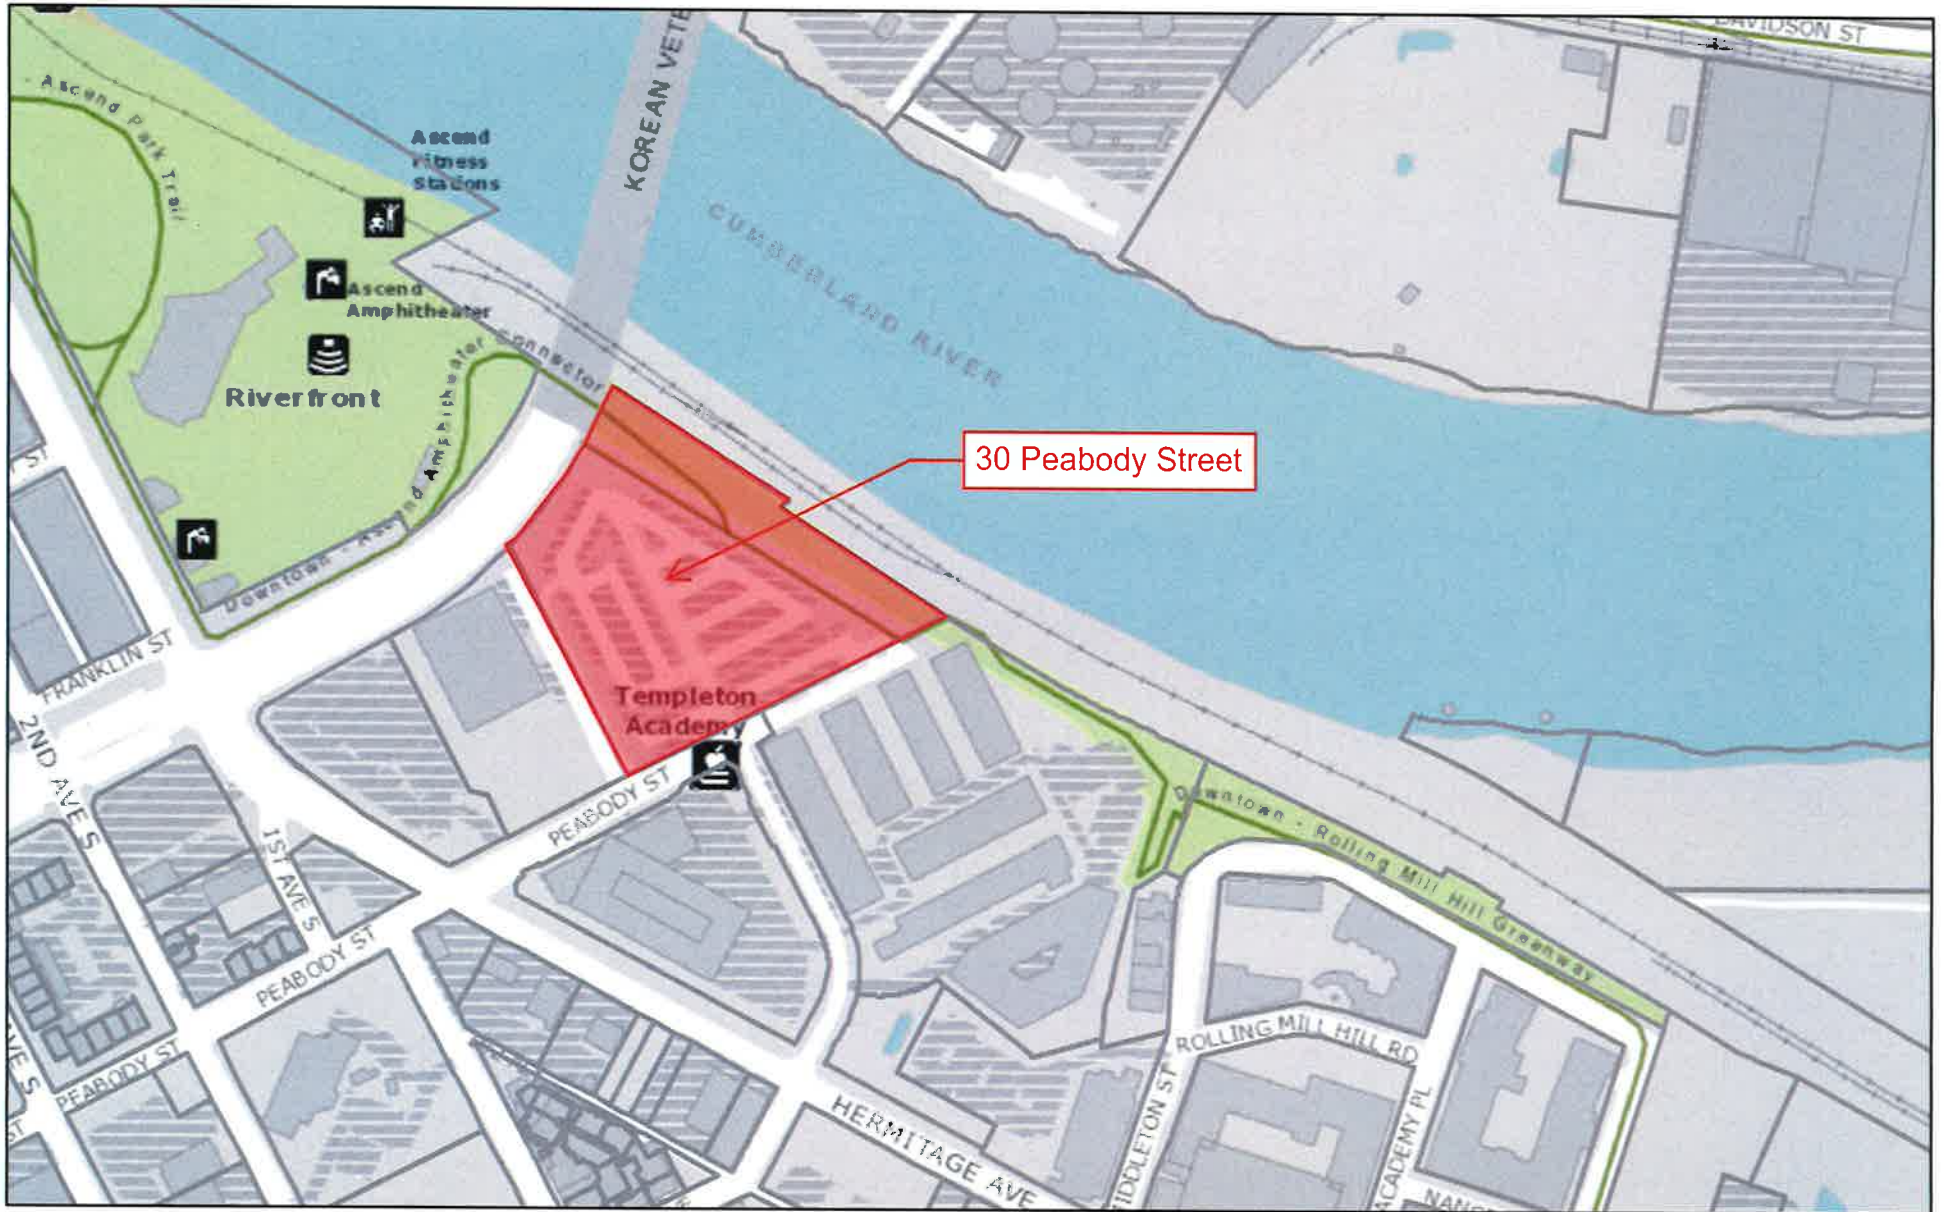 DAVIDSON ST
KOREAN VETE
Ascend Park Trail
Ascend
Fitness
Stations
CUMBERLAND RIVER
Ascend
Amphitheater
Riverfront
Downtown - Ascend Amphitheater Connector
30 Peabody Street
FRANKLIN ST
Templeton
Academy
2ND AVE S
PEABODY ST
1ST AVE S
Downtown - Rolling Mill Hill Greenway
PEABODY ST
PEABODY ST
ROLLING MILL HILL RD
HERMITAGE AVE
MIDDLETON ST
ACADEMY PL